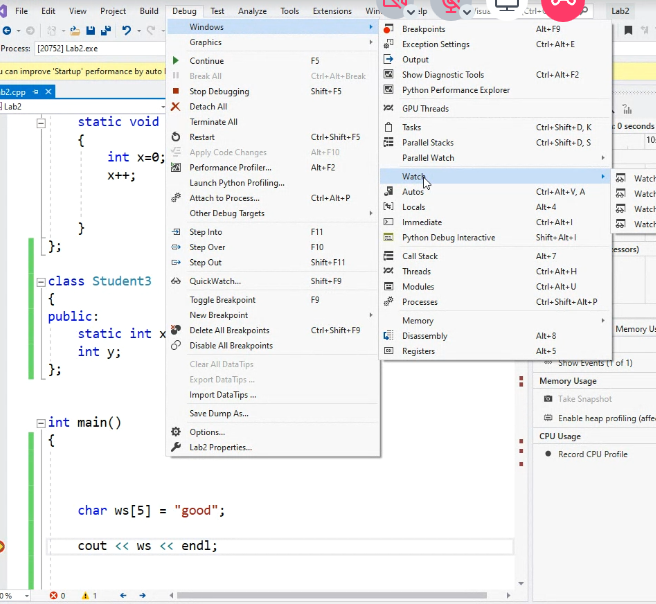 File Edit View Project Build Debug Test Analyze Tools Extensions Lab2
Process: [20752] Lab2.exe
can improve 'Startup' performance by auto
Lab2
static void
{
int x=0;
x++;
}
};
class Student3
{
public:
static int x
int y;
};
int main()
{
char ws[5] = "good";
cout << ws << endl;
0 1
Windows
Graphics
Continue F5
Break All Ctrl+Alt+Break
Stop Debugging Shift+F5
Detach All
Terminate All
Restart Ctrl+Shift+F5
Apply Code Changes Alt+F10
Performance Profiler... Alt+F2
Launch Python Profiling...
Attach to Process... Ctrl+Alt+P
Other Debug Targets
Step Into F11
Step Over F10
Step Out Shift+F11
QuickWatch... Shift+F9
Toggle Breakpoint F9
New Breakpoint
Delete All Breakpoints Ctrl+Shift+F9
Disable All Breakpoints
Clear All DataTips
Export DataTips ...
Import DataTips ...
Save Dump As...
Options...
Lab2 Properties...
Breakpoints Alt+F9
Exception Settings Ctrl+Alt+E
Output
Show Diagnostic Tools Ctrl+Alt+F2
Python Performance Explorer
GPU Threads
Tasks Ctrl+Shift+D, K
Parallel Stacks Ctrl+Shift+D, S
Parallel Watch
Watch
Autos Ctrl+Alt+V, A
Locals Alt+4
Immediate Ctrl+Alt+I
Python Debug Interactive Shift+Alt+I
Call Stack Alt+7
Threads Ctrl+Alt+H
Modules Ctrl+Alt+U
Processes Ctrl+Shift+Alt+P
Memory
Disassembly Alt+8
Registers Alt+5
Watch
Watch
Watch
Watch
0 seconds
Memory Us
Show Events (1 of 1)
Memory Usage
Take Snapshot
Enable heap profiling (affe
CPU Usage
Record CPU Profile